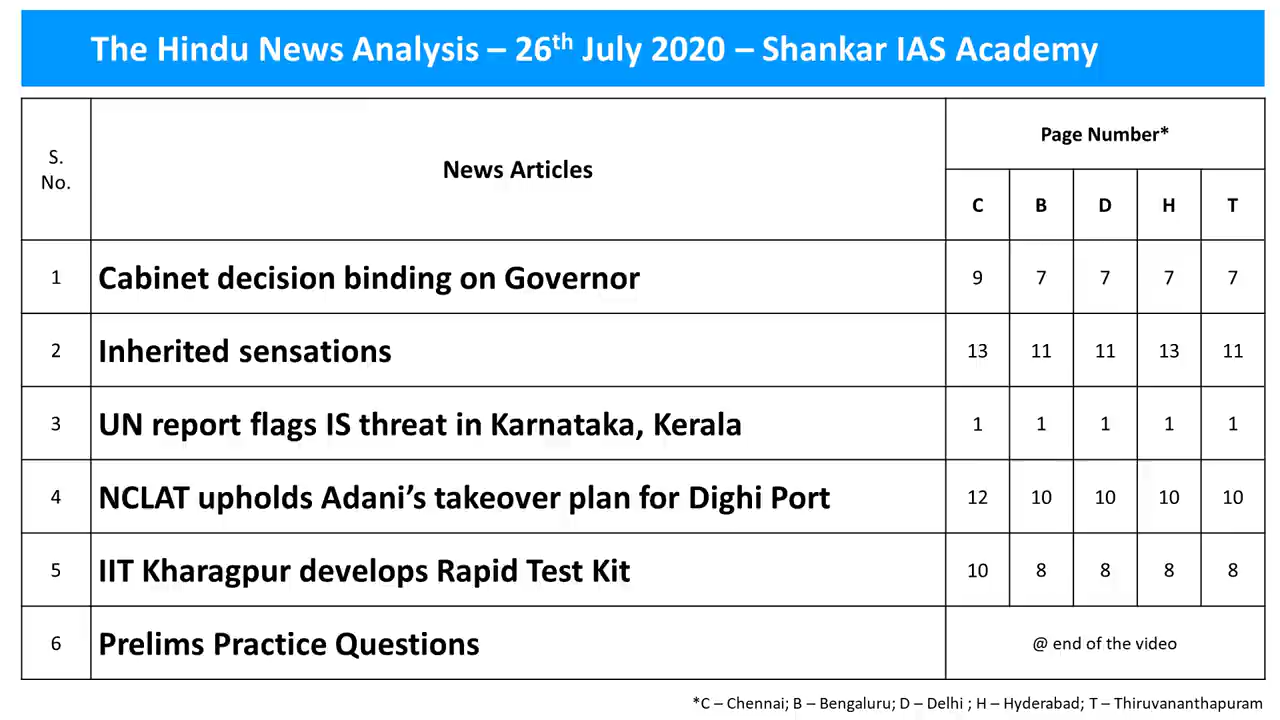 The Hindu News Analysis – 26th July 2020 – Shankar IAS Academy
S. No. News Articles Page Number*
C B D H T
1 Cabinet decision binding on Governor 9 7 7 7 7
2 Inherited sensations 13 11 11 13 11
3 UN report flags IS threat in Karnataka, Kerala 1 1 1 1 1
4 NCLAT upholds Adani’s takeover plan for Dighi Port 12 10 10 10 10
5 IIT Kharagpur develops Rapid Test Kit 10 8 8 8 8
6 Prelims Practice Questions @ end of the video
*C – Chennai; B – Bengaluru; D – Delhi ; H – Hyderabad; T – Thiruvananthapuram